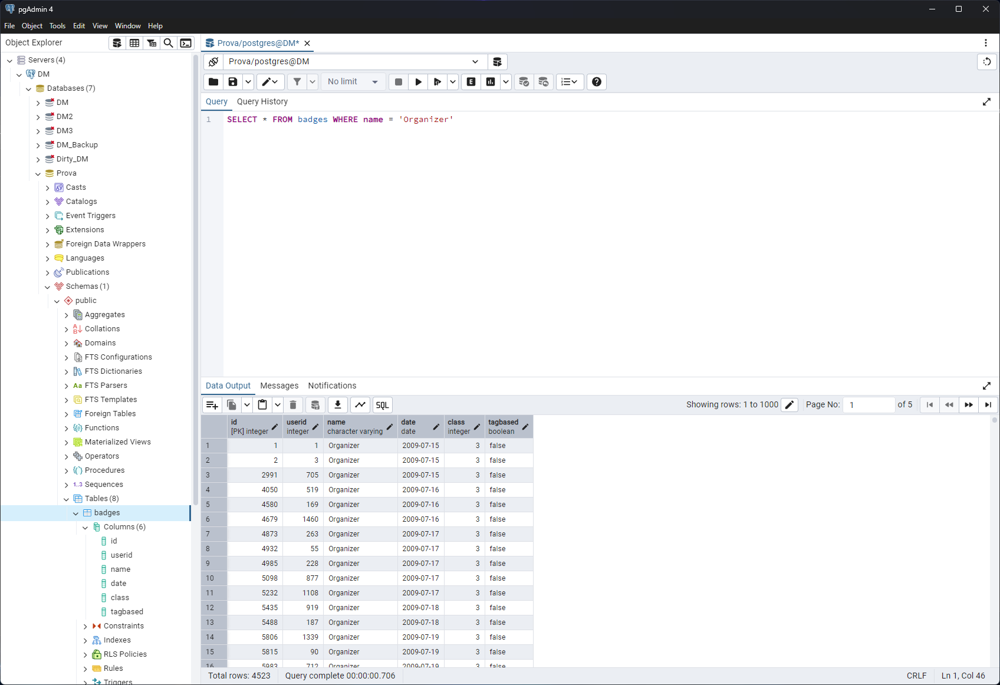 pgAdmin 4
File Object Tools Edit View Window Help
Object Explorer
Servers (4)
DM
Databases (7)
DM
DM2
DM3
DM_Backup
Dirty_DM
Prova
Casts
Catalogs
Event Triggers
Extensions
Foreign Data Wrappers
Languages
Publications
Schemas (1)
public
Aggregates
Collations
Domains
FTS Configurations
FTS Dictionaries
Aa FTS Parsers
FTS Templates
Foreign Tables
Functions
Materialized Views
Operators
Procedures
1..3 Sequences
Tables (8)
badges
Columns (6)
id
userid
name
date
class
tagbased
Constraints
Indexes
RLS Policies
Rules
Triggers
Prova/postgres@DM*
Prova/postgres@DM
No limit
E
Query Query History
1 SELECT * FROM badges WHERE name = 'Organizer'
Data Output Messages Notifications
SQL
Showing rows: 1 to 1000 Page No: 1 of 5
id userid name date class tagbased
[PK] integer integer character varying date integer boolean
1 1 1 Organizer 2009-07-15 3 false
2 2 3 Organizer 2009-07-15 3 false
3 2991 705 Organizer 2009-07-15 3 false
4 4050 519 Organizer 2009-07-16 3 false
5 4580 169 Organizer 2009-07-16 3 false
6 4679 1460 Organizer 2009-07-16 3 false
7 4873 263 Organizer 2009-07-17 3 false
8 4932 55 Organizer 2009-07-17 3 false
9 4985 228 Organizer 2009-07-17 3 false
10 5098 877 Organizer 2009-07-17 3 false
11 5232 1108 Organizer 2009-07-17 3 false
12 5435 919 Organizer 2009-07-18 3 false
13 5488 187 Organizer 2009-07-18 3 false
14 5806 1339 Organizer 2009-07-19 3 false
15 5815 90 Organizer 2009-07-19 3 false
16 5983 712 Organizer 2009-07-19 3 false
Total rows: 4523 Query complete 00:00:00.706 CRLF Ln 1, Col 46